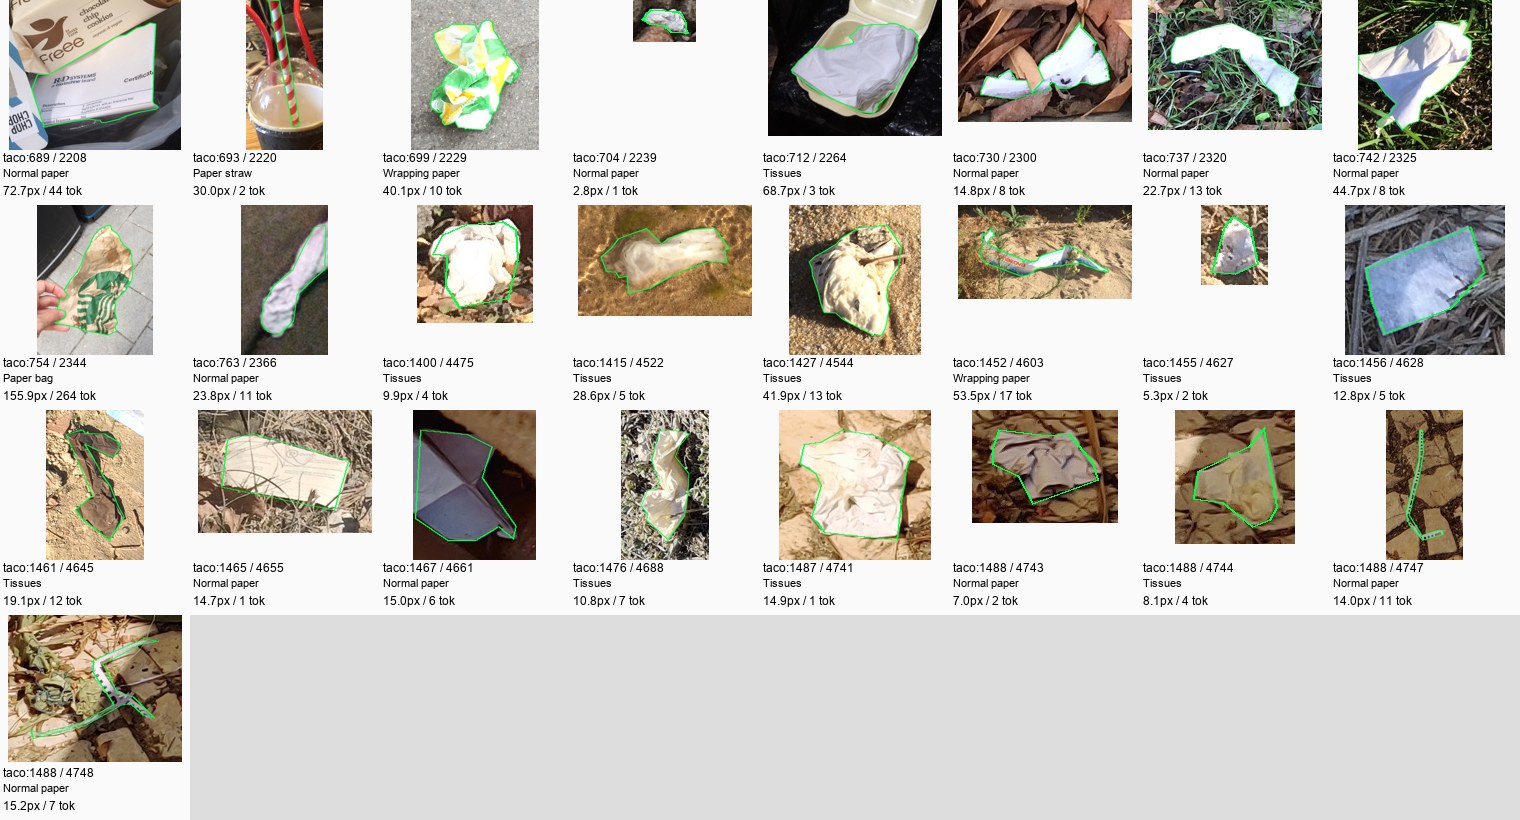 chocolate
chip
cookies
Freee
R&D SYSTEMS
Certificate
CHOP
CHOP
taco:689 / 2208
Normal paper
72.7px / 44 tok
taco:693 / 2220
Paper straw
30.0px / 2 tok
taco:699 / 2229
Wrapping paper
40.1px / 10 tok
taco:704 / 2239
Normal paper
2.8px / 1 tok
taco:712 / 2264
Tissues
68.7px / 3 tok
taco:730 / 2300
Normal paper
14.8px / 8 tok
taco:737 / 2320
Normal paper
22.7px / 13 tok
taco:742 / 2325
Normal paper
44.7px / 8 tok
taco:754 / 2344
Paper bag
155.9px / 264 tok
taco:763 / 2366
Normal paper
23.8px / 11 tok
taco:1400 / 4475
Tissues
9.9px / 4 tok
taco:1415 / 4522
Tissues
28.6px / 5 tok
taco:1427 / 4544
Tissues
41.9px / 13 tok
taco:1452 / 4603
Wrapping paper
53.5px / 17 tok
taco:1455 / 4627
Tissues
5.3px / 2 tok
taco:1456 / 4628
Tissues
12.8px / 5 tok
taco:1461 / 4645
Tissues
19.1px / 12 tok
taco:1465 / 4655
Normal paper
14.7px / 1 tok
taco:1467 / 4661
Normal paper
15.0px / 6 tok
taco:1476 / 4688
Tissues
10.8px / 7 tok
taco:1487 / 4741
Tissues
14.9px / 1 tok
taco:1488 / 4743
Normal paper
7.0px / 2 tok
taco:1488 / 4744
Tissues
8.1px / 4 tok
taco:1488 / 4747
Normal paper
14.0px / 11 tok
taco:1488 / 4748
Normal paper
15.2px / 7 tok